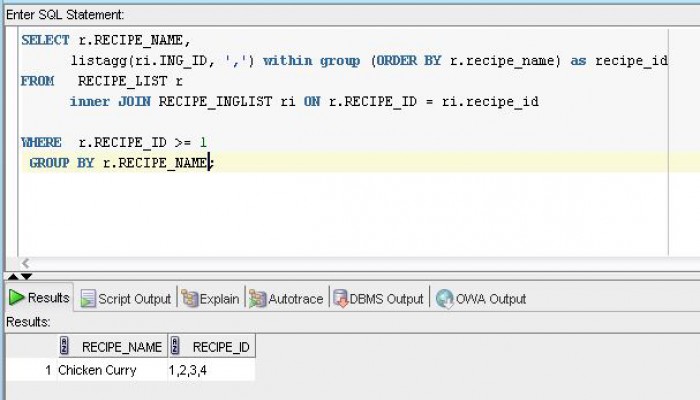 Enter SQL Statement:
SELECT r.RECIPE_NAME,
listagg(ri.ING_ID, ',') within group (ORDER BY r.recipe_name) as recipe_id
FROM RECIPE_LIST r
inner JOIN RECIPE_INGLIST ri ON r.RECIPE_ID = ri.recipe_id
WHERE r.RECIPE_ID >= 1
GROUP BY r.RECIPE_NAME;
Results Script Output Explain Autotrace DBMS Output OWA Output
Results:
RECIPE_NAME RECIPE_ID
1 Chicken Curry 1,2,3,4